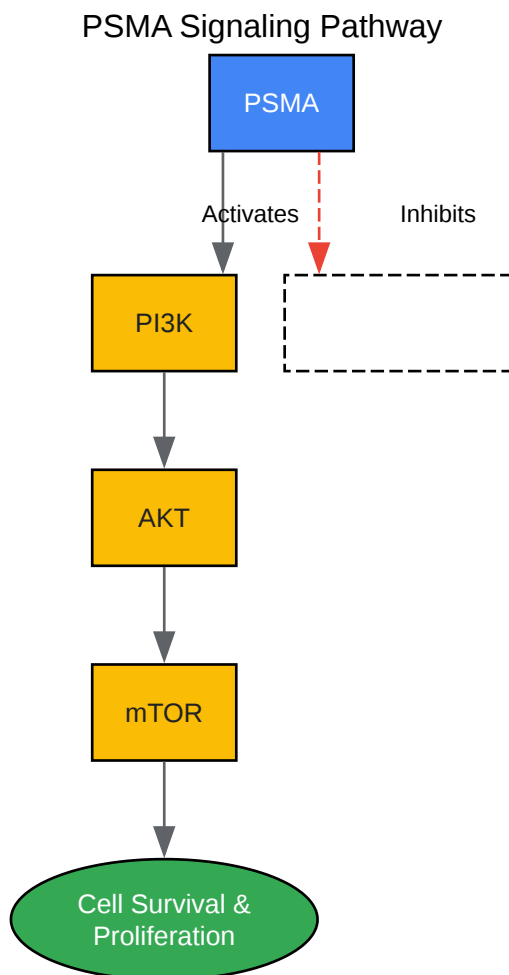 PSMA Signaling Pathway
PSMA
Activates
Inhibits
PI3K
AKT
mTOR
Cell Survival &
Proliferation